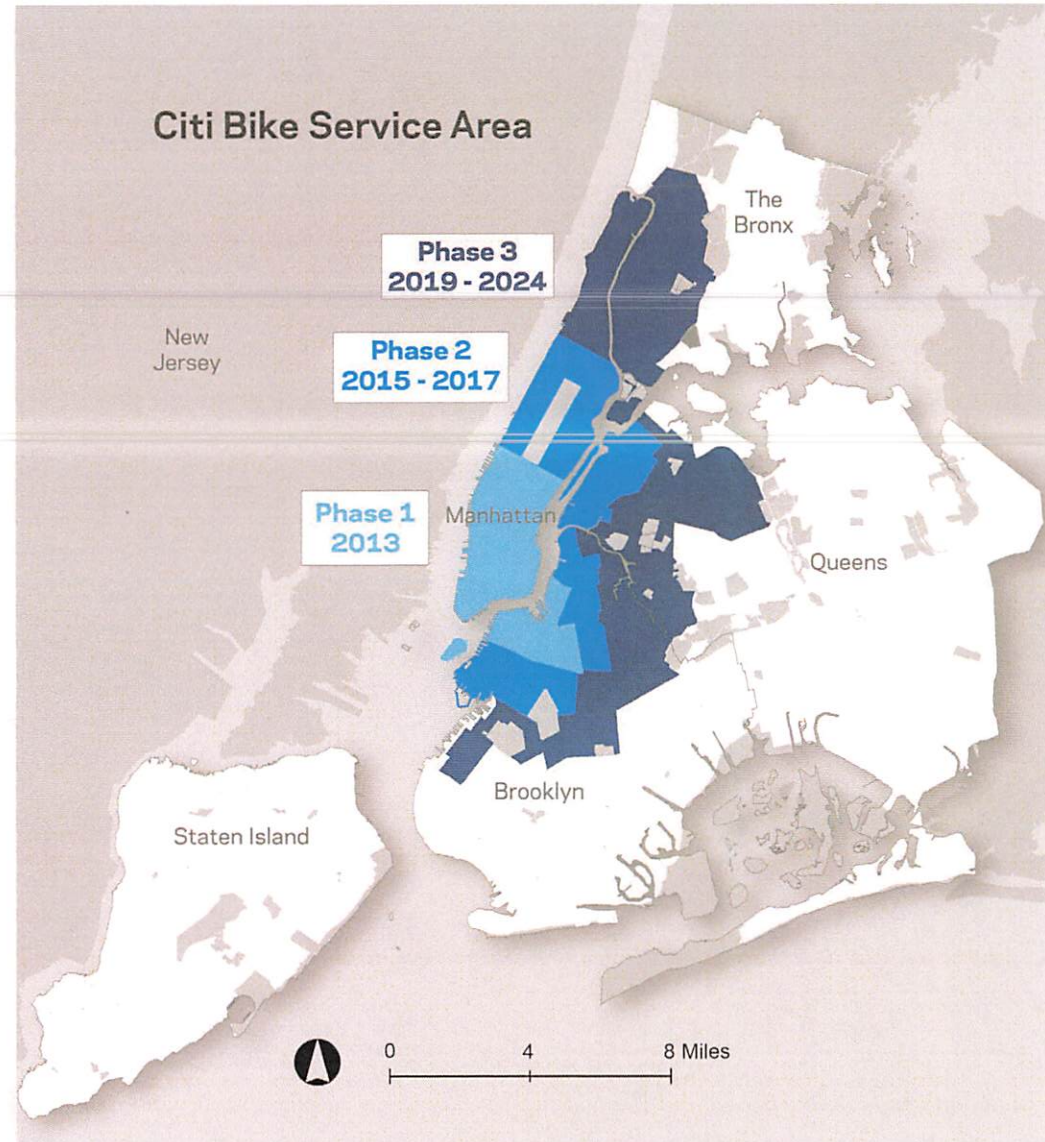 Citi Bike Service Area
The
Bronx
Phase 3
2019 - 2024
New
Jersey
Phase 2
2015 - 2017
Phase 1
2013
Manhattan
Queens
Brooklyn
Staten Island
0 4 8 Miles